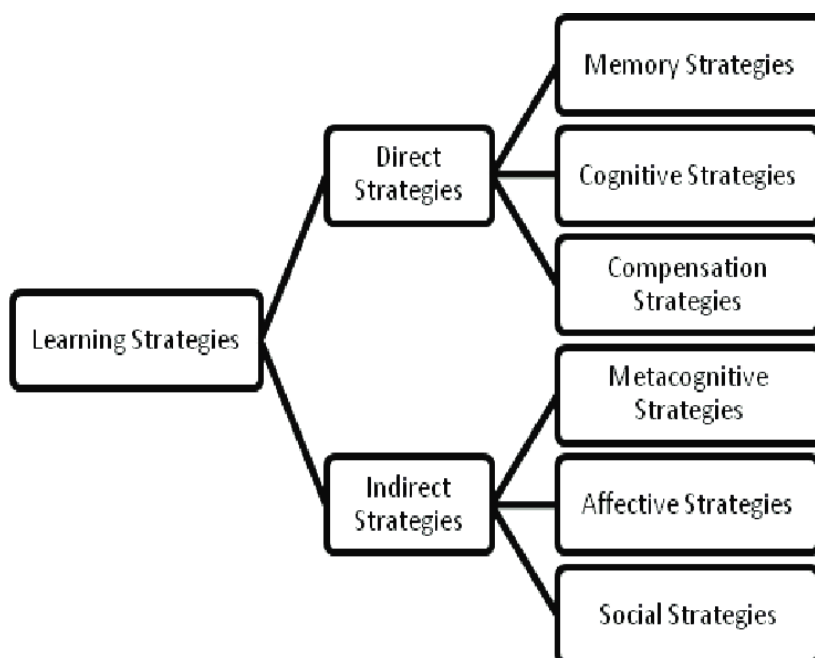 Learning Strategies
Direct
Strategies
Memory Strategies
Cognitive Strategies
Compensation
Strategies
Indirect
Strategies
Metacognitive
Strategies
Affective Strategies
Social Strategies